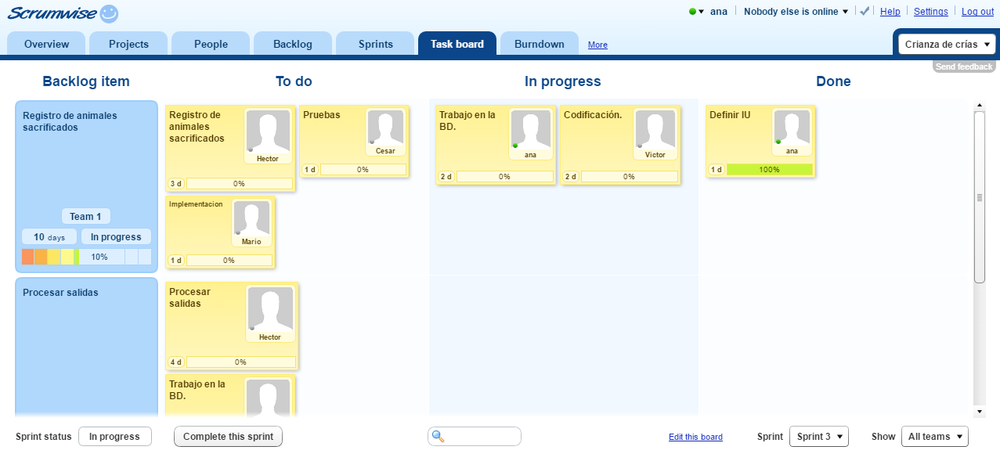 Scrumwise
ana
Nobody else is online
Help
Settings
Log out
Overview
Projects
People
Backlog
Sprints
Task board
Burndown
More
Crianza de crías
Send feedback
Backlog item
To do
In progress
Done
Registro de animales
sacrificados
Team 1
10 days
In progress
10%
Registro de
animales
sacrificados
Hector
3 d
0%
Pruebas
Cesar
1 d
0%
Implementacion
Mario
1 d
0%
Trabajo en la
BD.
ana
2 d
0%
Codificación.
Victor
2 d
0%
Definir IU
ana
1 d
100%
Procesar salidas
Procesar
salidas
Hector
4 d
0%
Trabajo en la
BD.
Sprint status
In progress
Complete this sprint
Edit this board
Sprint
Sprint 3
Show
All teams